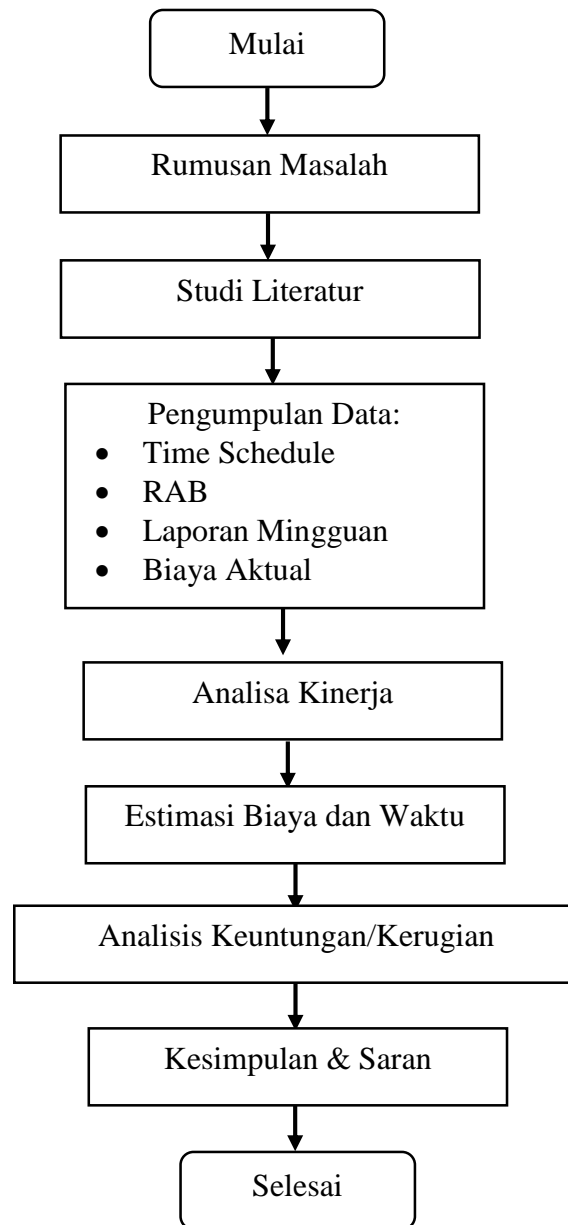 Mulai
Rumusan Masalah
Studi Literatur
Pengumpulan Data:
• Time Schedule
• RAB
• Laporan Mingguan
• Biaya Aktual
Analisa Kinerja
Estimasi Biaya dan Waktu
Analisis Keuntungan/Kerugian
Kesimpulan & Saran
Selesai